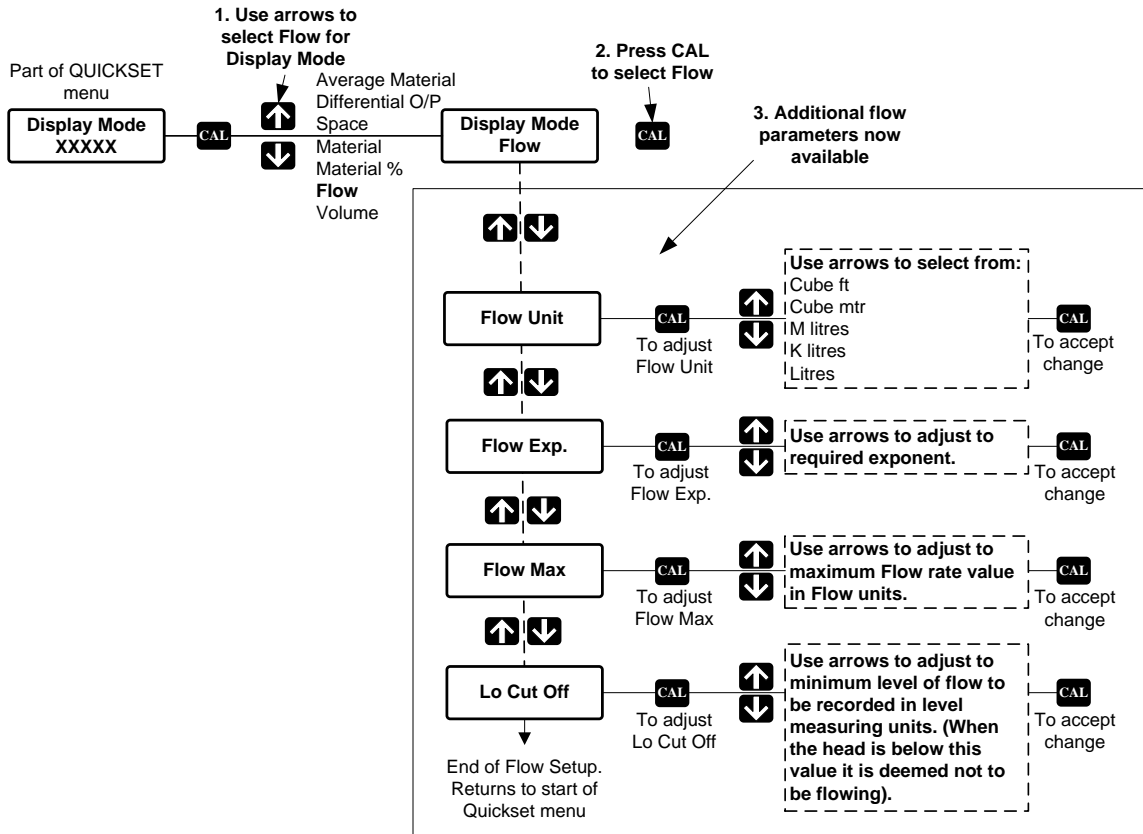 1. Use arrows to
select Flow for
Display Mode
Part of QUICKSET
menu
Display Mode
XXXXX
CAL
Average Material
Differential O/P
Space
Material
Material %
Flow
Volume
Display Mode
Flow
2. Press CAL
to select Flow
CAL
3. Additional flow
parameters now
available
Flow Unit
CAL
To adjust
Flow Unit
Use arrows to select from:
Cube ft
Cube mtr
M litres
K litres
Litres
CAL
To accept
change
Flow Exp.
CAL
To adjust
Flow Exp.
Use arrows to adjust to
required exponent.
CAL
To accept
change
Flow Max
CAL
To adjust
Flow Max
Use arrows to adjust to
maximum Flow rate value
in Flow units.
CAL
To accept
change
Lo Cut Off
CAL
To adjust
Lo Cut Off
Use arrows to adjust to
minimum level of flow to
be recorded in level
measuring units. (When
the head is below this
value it is deemed not to
be flowing).
CAL
To accept
change
End of Flow Setup.
Returns to start of
Quickset menu